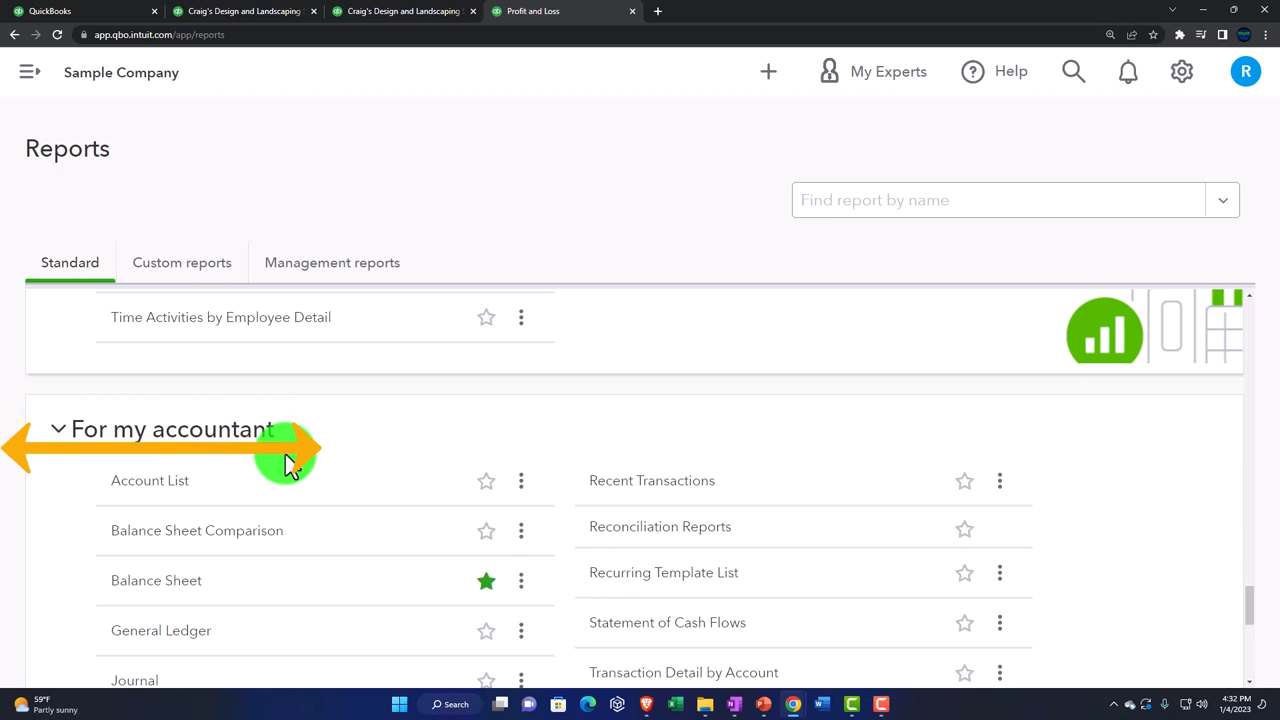 QuickBooks
Craig's Design and Landscaping
Craig's Design and Landscaping S
Profit and Loss
app.qbo.intuit.com/app/reports
Sample Company
My Experts
Help
R
Reports
Find report by name
Standard
Custom reports
Management reports
Time Activities by Employee Detail
For my accountant
Account List
Recent Transactions
Balance Sheet Comparison
Reconciliation Reports
Balance Sheet
Recurring Template List
General Ledger
Statement of Cash Flows
Journal
Transaction Detail by Account
59°F
Partly sunny
Search
4:32 PM
1/4/2023